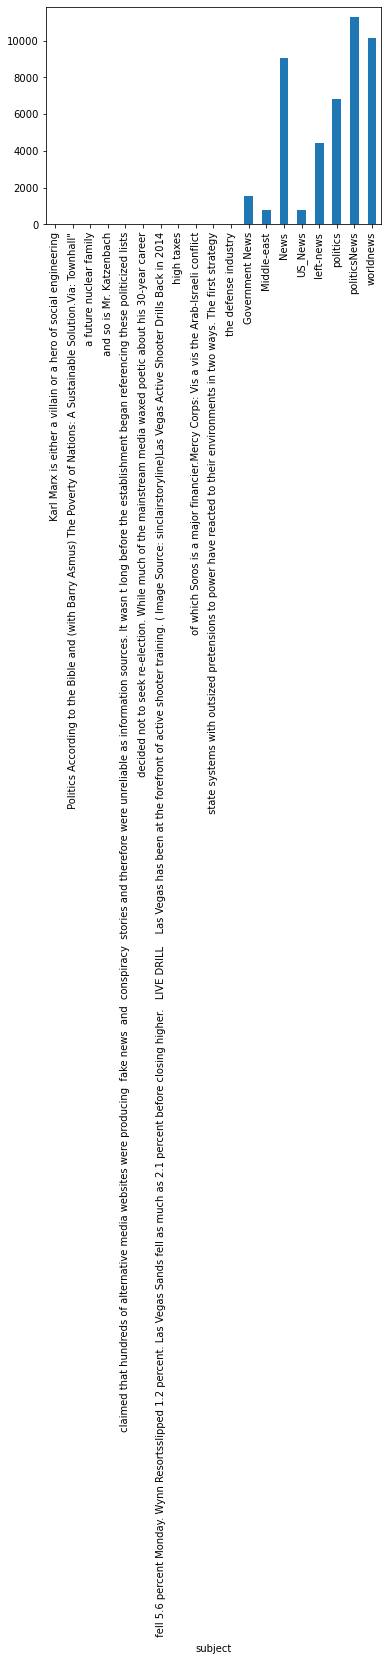 10000
8000
6000
4000
2000
0
Karl Marx is either a villain or a hero of social engineering
Politics According to the Bible and (with Barry Asmus) The Poverty of Nations: A Sustainable Solution.Via: Townhall"
a future nuclear family
and so is Mr. Katzenbach
claimed that hundreds of alternative media websites were producing fake news and conspiracy stories and therefore were unreliable as information sources. It wasn t long before the establishment began referencing these politicized lists
decided not to seek re-election. While much of the mainstream media waxed poetic about his 30-year career
fell 5.6 percent Monday. Wynn Resortsslipped 1.2 percent. Las Vegas Sands fell as much as 2.1 percent before closing higher. LIVE DRILL Las Vegas has been at the forefront of active shooter training. ( Image Source: sinclairstoryline)Las Vegas Active Shooter Drills Back in 2014
high taxes
of which Soros is a major financier.Mercy Corps: Vis a vis the Arab-Israeli conflict
state systems with outsized pretensions to power have reacted to their environments in two ways. The first strategy
the defense industry
Government News
Middle-east
News
US_News
left-news
politics
politicsNews
worldnews
subject